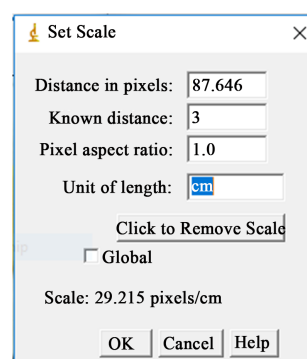 Set Scale
Distance in pixels: 87.646
Known distance: 3
Pixel aspect ratio: 1.0
Unit of length: cm
Click to Remove Scale
Global
Scale: 29.215 pixels/cm
OK Cancel Help